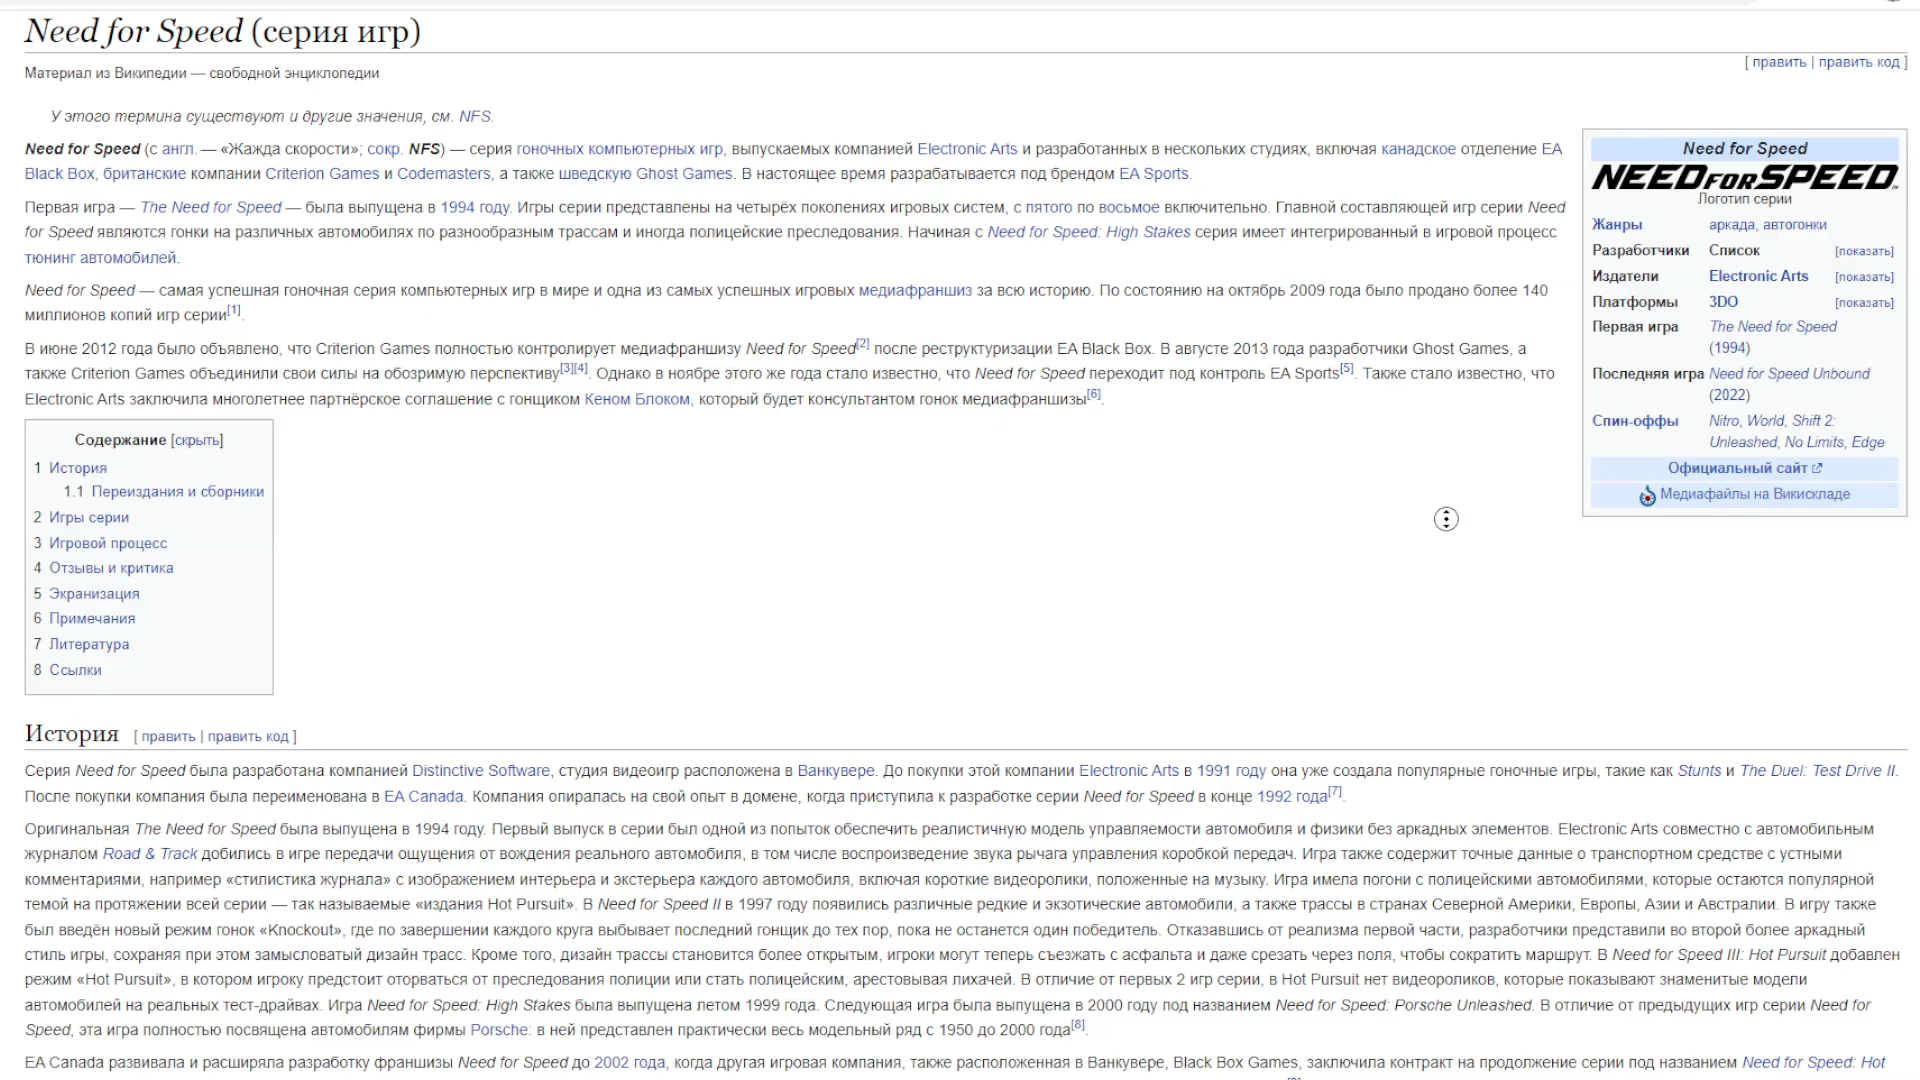 Need for Speed (серия игр)
[ править | править код ]
Материал из Википедии — свободной энциклопедии
У этого термина существуют и другие значения, см. NFS.
Need for Speed (с англ. — «Жажда скорости»; сокр. NFS) — серия гоночных компьютерных игр, выпускаемых компанией Electronic Arts и разработанных в нескольких студиях, включая канадское отделение EA
Black Box, британские компании Criterion Games и Codemasters, а также шведскую Ghost Games. В настоящее время разрабатывается под брендом EA Sports.
Первая игра — The Need for Speed — была выпущена в 1994 году. Игры серии представлены на четырёх поколениях игровых систем, с пятого по восьмое включительно. Главной составляющей игр серии Need
for Speed являются гонки на различных автомобилях по разнообразным трассам и иногда полицейские преследования. Начиная с Need for Speed: High Stakes серия имеет интегрированный в игровой процесс
тюнинг автомобилей.
Need for Speed — самая успешная гоночная серия компьютерных игр в мире и одна из самых успешных игровых медиафраншиз за всю историю. По состоянию на октябрь 2009 года было продано более 140
миллионов копий игр серии[1].
В июне 2012 года было объявлено, что Criterion Games полностью контролирует медиафраншизу Need for Speed[2] после реструктуризации EA Black Box. В августе 2013 года разработчики Ghost Games, а
также Criterion Games объединили свои силы на обозримую перспективу[3][4]. Однако в ноябре этого же года стало известно, что Need for Speed переходит под контроль EA Sports[5]. Также стало известно, что
Electronic Arts заключила многолетнее партнёрское соглашение с гонщиком Кеном Блоком, который будет консультантом гонок медиафраншизы[6].
Need for Speed
NEED FOR SPEED
Логотип серии
Жанры аркада, автогонки
Разработчики Список [показать]
Издатели Electronic Arts [показать]
Платформы 3DO [показать]
Первая игра The Need for Speed
(1994)
Последняя игра Need for Speed Unbound
(2022)
Спин-оффы Nitro, World, Shift 2:
Unleashed, No Limits, Edge
Официальный сайт
Медиафайлы на Викискладе
Содержание [скрыть]
1 История
1.1 Переиздания и сборники
2 Игры серии
3 Игровой процесс
4 Отзывы и критика
5 Экранизация
6 Примечания
7 Литература
8 Ссылки
История [ править | править код ]
Серия Need for Speed была разработана компанией Distinctive Software, студия видеоигр расположена в Ванкувере. До покупки этой компании Electronic Arts в 1991 году она уже создала популярные гоночные игры, такие как Stunts и The Duel: Test Drive II.
После покупки компания была переименована в EA Canada. Компания опиралась на свой опыт в домене, когда приступила к разработке серии Need for Speed в конце 1992 года[7].
Оригинальная The Need for Speed была выпущена в 1994 году. Первый выпуск в серии был одной из попыток обеспечить реалистичную модель управляемости автомобиля и физики без аркадных элементов. Electronic Arts совместно с автомобильным
журналом Road & Track добились в игре передачи ощущения от вождения реального автомобиля, в том числе воспроизведение звука рычага управления коробкой передач. Игра также содержит точные данные о транспортном средстве с устными
комментариями, например «стилистика журнала» с изображением интерьера и экстерьера каждого автомобиля, включая короткие видеоролики, положенные на музыку. Игра имела погони с полицейскими автомобилями, которые остаются популярной
темой на протяжении всей серии — так называемые «издания Hot Pursuit». В Need for Speed II в 1997 году появились различные редкие и экзотические автомобили, а также трассы в странах Северной Америки, Европы, Азии и Австралии. В игру также
был введён новый режим гонок «Knockout», где по завершении каждого круга выбывает последний гонщик до тех пор, пока не останется один победитель. Отказавшись от реализма первой части, разработчики представили во второй более аркадный
стиль игры, сохраняя при этом замысловатый дизайн трасс. Кроме того, дизайн трассы становится более открытым, игроки могут теперь съезжать с асфальта и даже срезать через поля, чтобы сократить маршрут. В Need for Speed III: Hot Pursuit добавлен
режим «Hot Pursuit», в котором игроку предстоит оторваться от преследования полиции или стать полицейским, арестовывая лихачей. В отличие от первых 2 игр серии, в Hot Pursuit нет видеороликов, которые показывают знаменитые модели
автомобилей на реальных тест-драйвах. Игра Need for Speed: High Stakes была выпущена летом 1999 года. Следующая игра была выпущена в 2000 году под названием Need for Speed: Porsche Unleashed. В отличие от предыдущих игр серии Need for
Speed, эта игра полностью посвящена автомобилям фирмы Porsche: в ней представлен практически весь модельный ряд с 1950 до 2000 года[8].
EA Canada развивала и расширяла разработку франшизы Need for Speed до 2002 года, когда другая игровая компания, также расположенная в Ванкувере, Black Box Games, заключила контракт на продолжение серии под названием Need for Speed: Hot